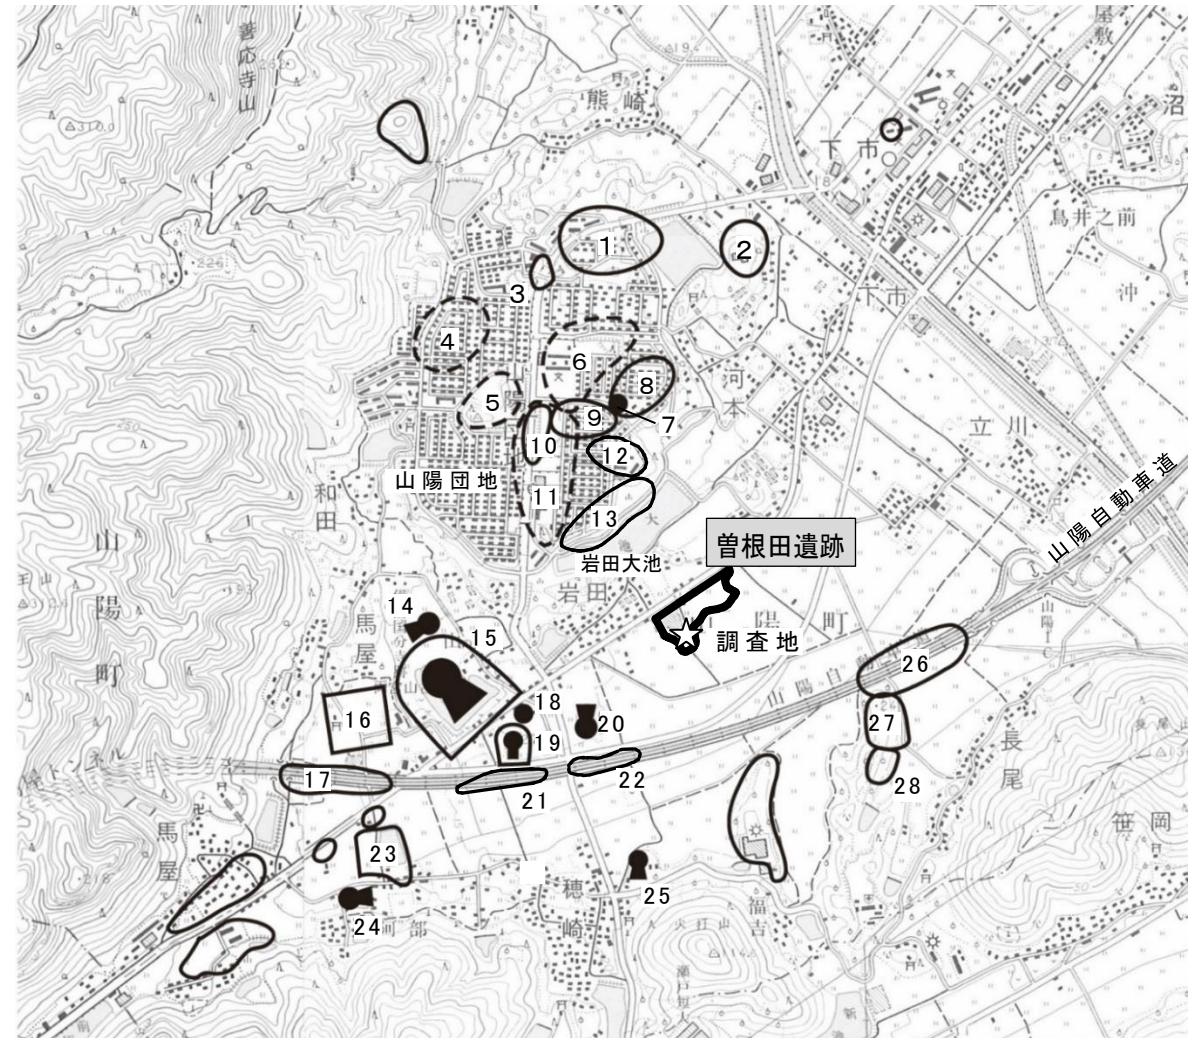 善応寺山
屋敷
熊崎
沼
下市
鳥井之前
1
2
3
沖
下市
4
6
5
8
河本
9
7
立川
10
12
山陽団地
和田
11
13
山陽自動車道
岩田大池
曽根田遺跡
山陽町
岩田
14
15
馬屋
調査地
陽町
26
16
18
19
20
山陽自
27
長尾
17
21
22
28
笹岡
馬屋
23
穂崎
25
24
福吉